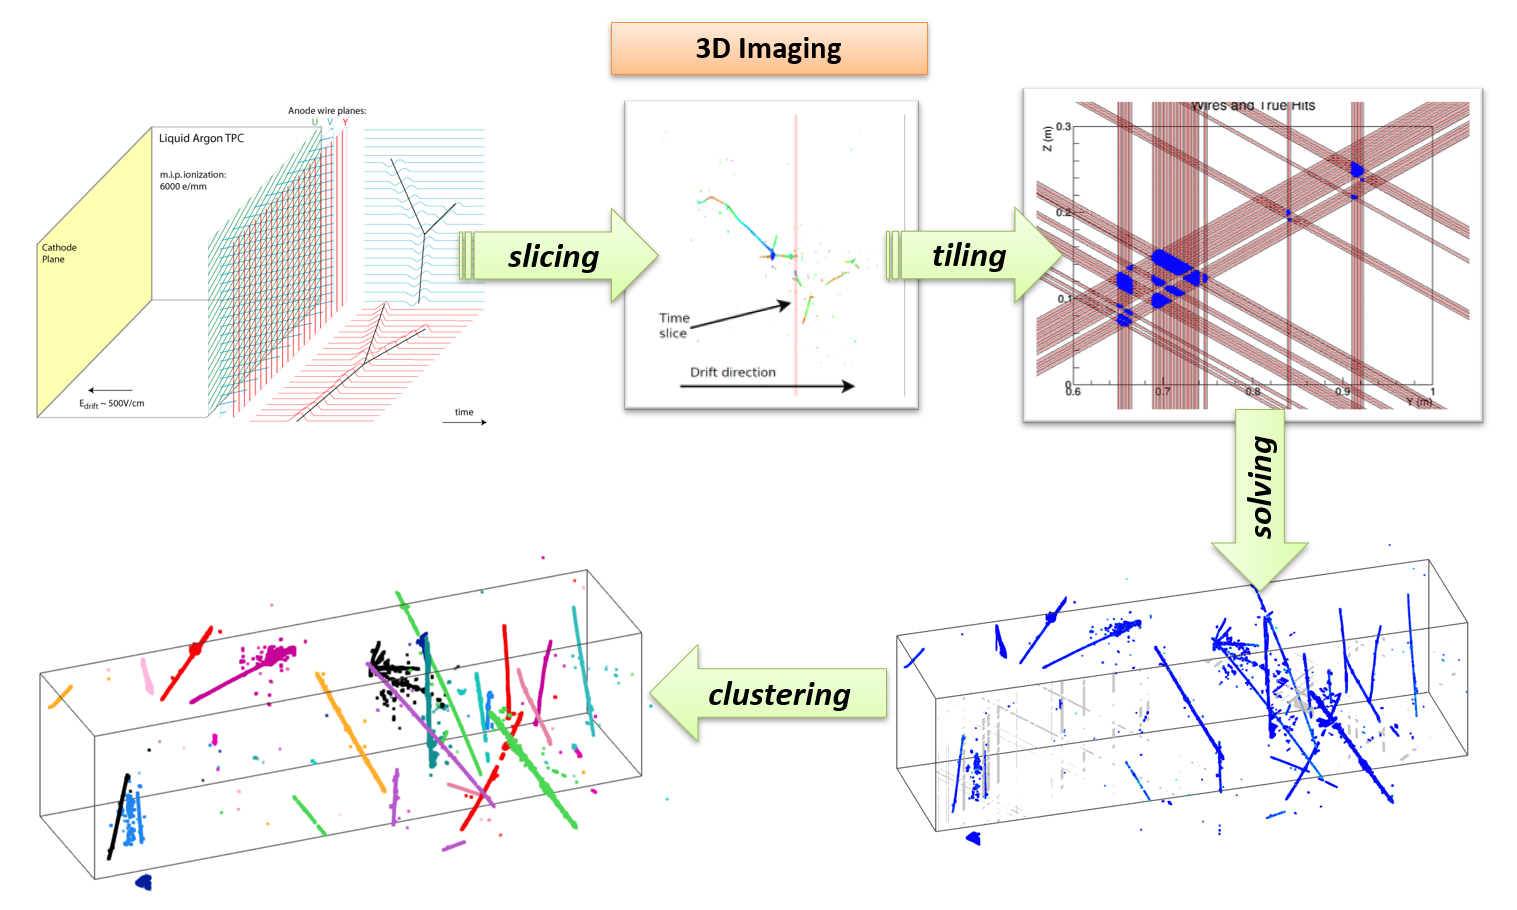 3D Imaging
Anode wire planes:
U V Y
Liquid Argon TPC
m.i.p. ionization:
6000 e/mm
Cathode
Plane
Edrift ~ 500V/cm
time
slicing
Time
slice
Drift direction
tiling
Wires and True Hits
Z (m)
0.3
0.2
0.1
0
0.6 0.7 0.8 0.9 1
Y (m)
solving
clustering